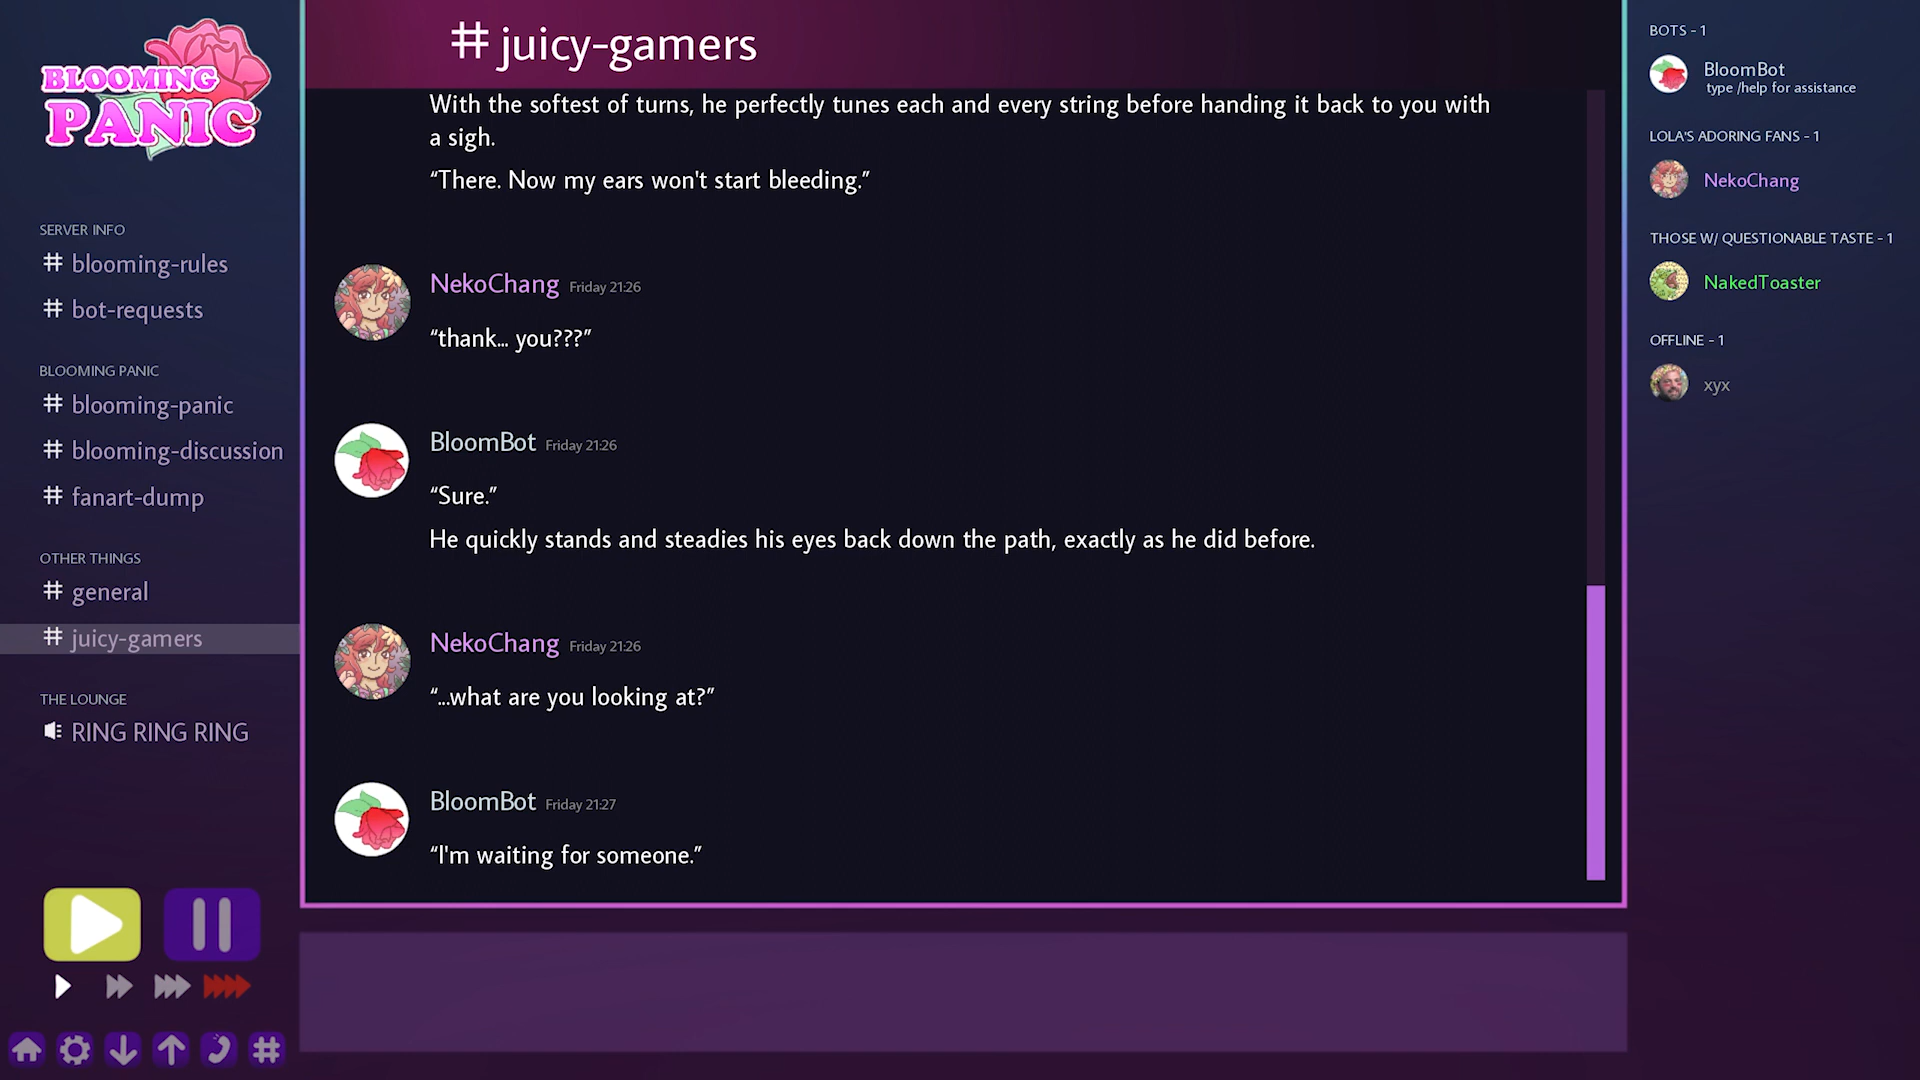 BLOOMING
PANIC
SERVER INFO
# blooming-rules
# bot-requests
BLOOMING PANIC
# blooming-panic
# blooming-discussion
# fanart-dump
OTHER THINGS
# general
# juicy-gamers
THE LOUNGE
RING RING RING
# juicy-gamers
With the softest of turns, he perfectly tunes each and every string before handing it back to you with
a sigh.
“There. Now my ears won't start bleeding.”
NekoChang Friday 21:26
“thank... you???”
BloomBot Friday 21:26
“Sure.”
He quickly stands and steadies his eyes back down the path, exactly as he did before.
NekoChang Friday 21:26
“...what are you looking at?”
BloomBot Friday 21:27
“I'm waiting for someone.”
BOTS - 1
BloomBot
type /help for assistance
LOLA'S ADORING FANS - 1
NekoChang
THOSE W/ QUESTIONABLE TASTE - 1
NakedToaster
OFFLINE - 1
xyx